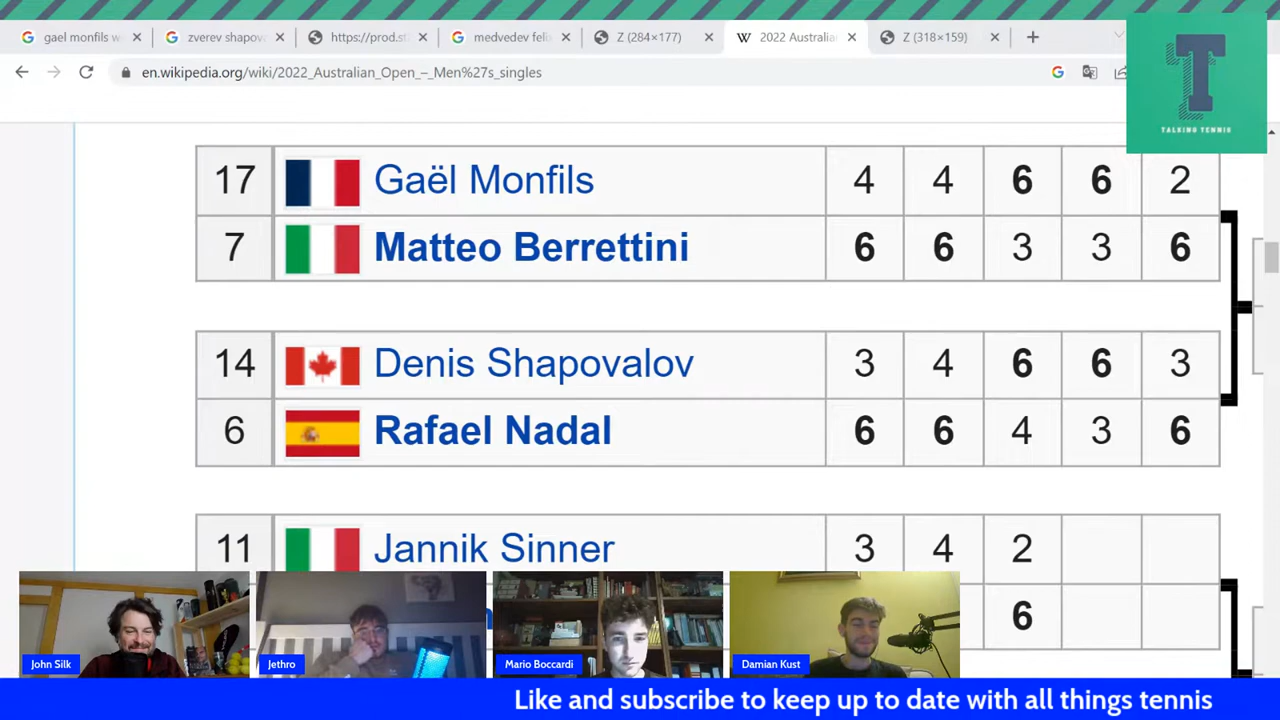 gael monfils w
zverev shapov
https://prod.st
medvedev feli
Z (284×177)
W 2022 Australia
Z (318×159)
en.wikipedia.org/wiki/2022_Australian_Open_–_Men%27s_singles
T
TALKING TENNIS
17 Gaël Monfils 4 4 6 6 2
7 Matteo Berrettini 6 6 3 3 6
14 Denis Shapovalov 3 4 6 6 3
6 Rafael Nadal 6 6 4 3 6
11 Jannik Sinner 3 4 2
6
John Silk
Jethro
Mario Boccardi
Damian Kust
Like and subscribe to keep up to date with all things tennis